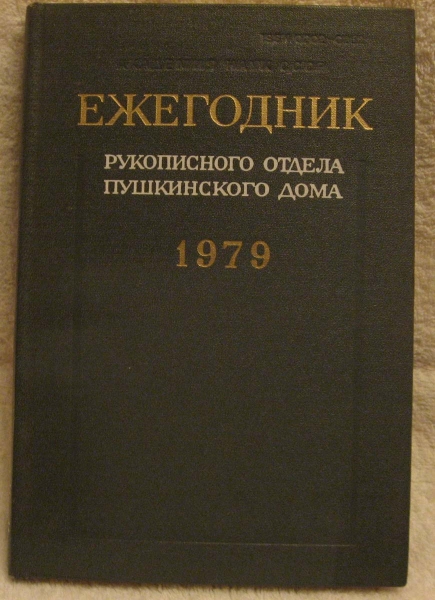 ЕЖЕГОДНИК
РУКОПИСНОГО ОТДЕЛА
ПУШКИНСКОГО ДОМА
1979